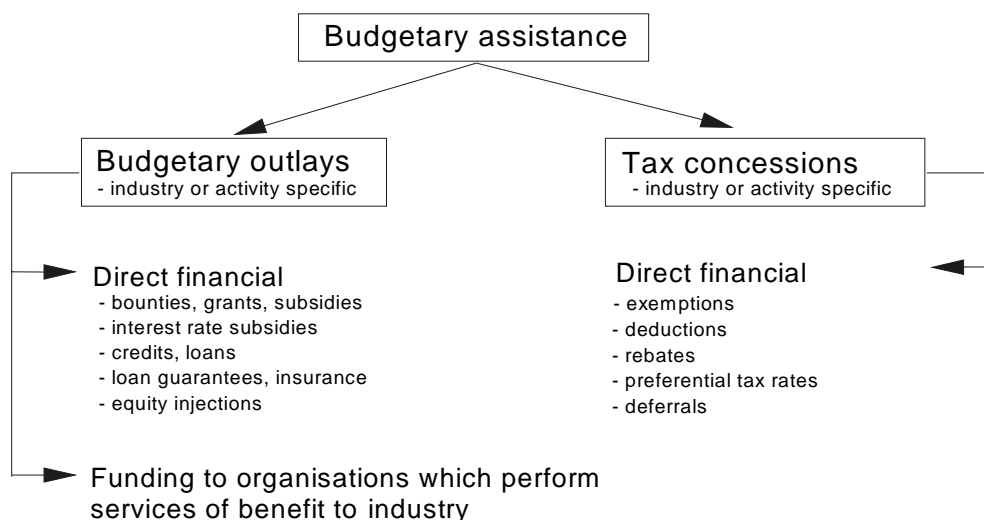 Budgetary assistance
Budgetary outlays
- industry or activity specific
Tax concessions
- industry or activity specific
Direct financial
- bounties, grants, subsidies
- interest rate subsidies
- credits, loans
- loan guarantees, insurance
- equity injections
Direct financial
- exemptions
- deductions
- rebates
- preferential tax rates
- deferrals
Funding to organisations which perform
services of benefit to industry